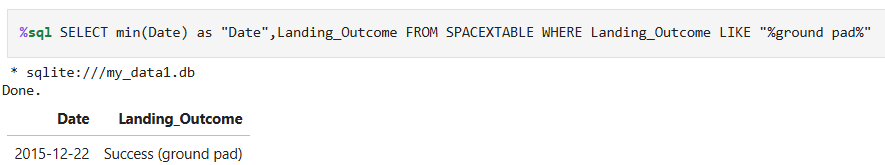 %sql SELECT min(Date) as "Date",Landing_Outcome FROM SPACEXTABLE WHERE Landing_Outcome LIKE "%ground pad%"
* sqlite:///my_data1.db
Done.
Date Landing_Outcome
2015-12-22 Success (ground pad)